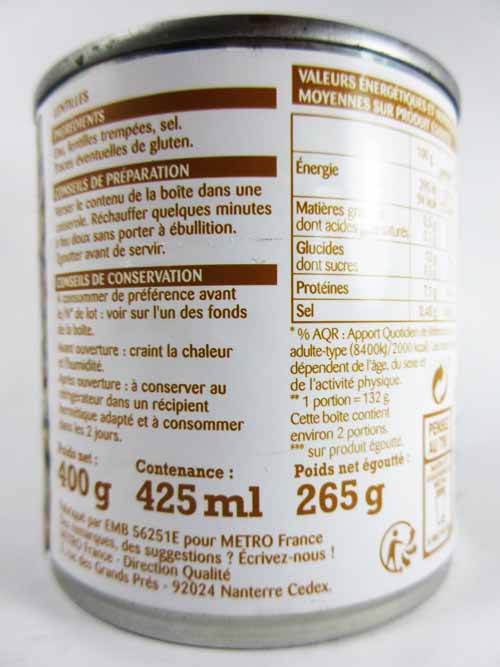 LENTILLES
INGRÉDIENTS
lentilles trempées, sel.
Traces éventuelles de gluten.
CONSEILS DE PRÉPARATION
Verser le contenu de la boîte dans une
casserole. Réchauffer quelques minutes
à feu doux sans porter à ébullition.
Égoutter avant de servir.
CONSEILS DE CONSERVATION
À consommer de préférence avant
le/N° de lot : voir sur l'un des fonds
de la boîte.
Avant ouverture : craint la chaleur
et l'humidité.
Après ouverture : à conserver au
réfrigérateur dans un récipient
hermétique adapté et à consommer
dans les 2 jours.
Poids net :
400 g
Contenance :
425 ml
Poids net égoutté :
265 g
Fabriqué par EMB 56251E pour METRO France
Des remarques, des suggestions ? Écrivez-nous !
METRO France - Direction Qualité
des Grands Prés - 92024 Nanterre Cedex.
VALEURS ÉNERGÉTIQUES ET
MOYENNES SUR PRODUIT
100 g
Énergie
Matières
dont acides
Glucides
dont sucres
Protéines
Sel
* % AQR : Apport Quotidien de
adulte-type (8400kJ/2000 kcal)
dépendent de l'âge, du sexe et
de l'activité physique.
** 1 portion = 132 g.
Cette boîte contient
environ 2 portions.
*** sur produit égoutté.
PENSEZ
AU TRI